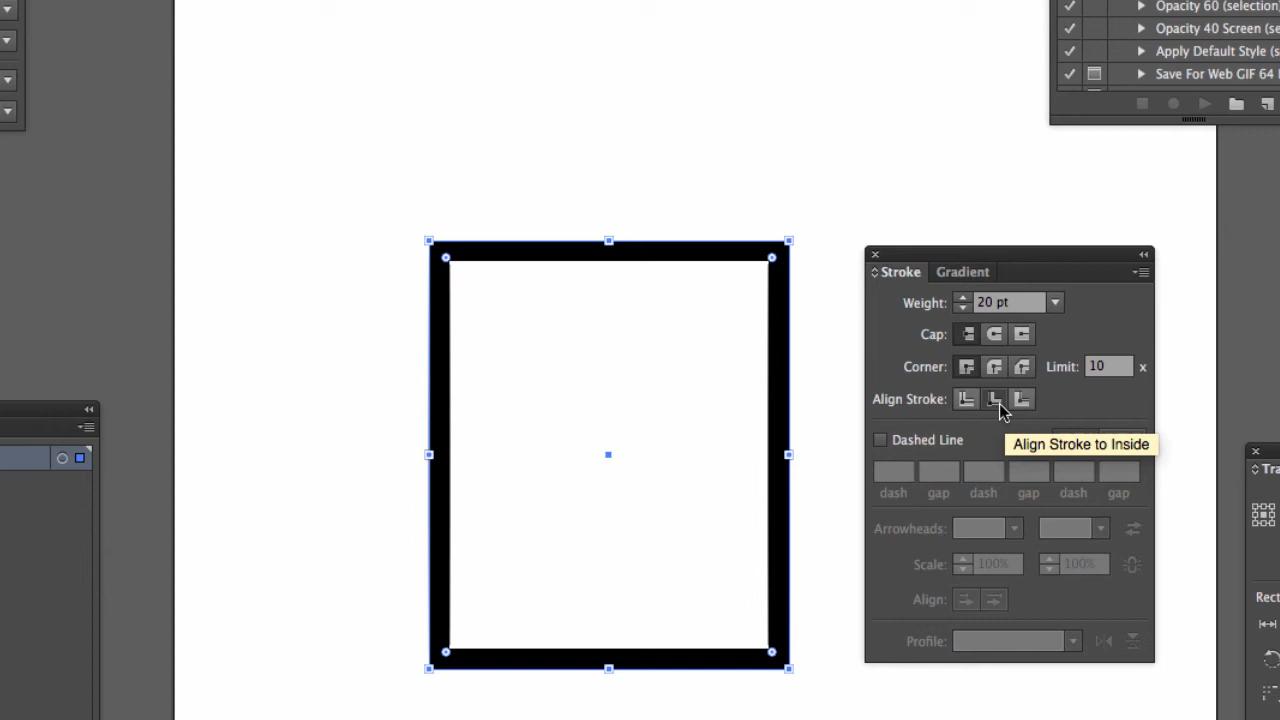 Opacity 60 (selection)
Opacity 40 Screen (se
Apply Default Style (s
Save For Web GIF 64
Stroke Gradient
Weight: 20 pt
Cap:
Corner: Limit: 10 x
Align Stroke:
Dashed Line
Align Stroke to Inside
dash gap dash gap dash gap
Arrowheads:
Scale: 100% 100%
Align:
Profile:
Tra
Rect